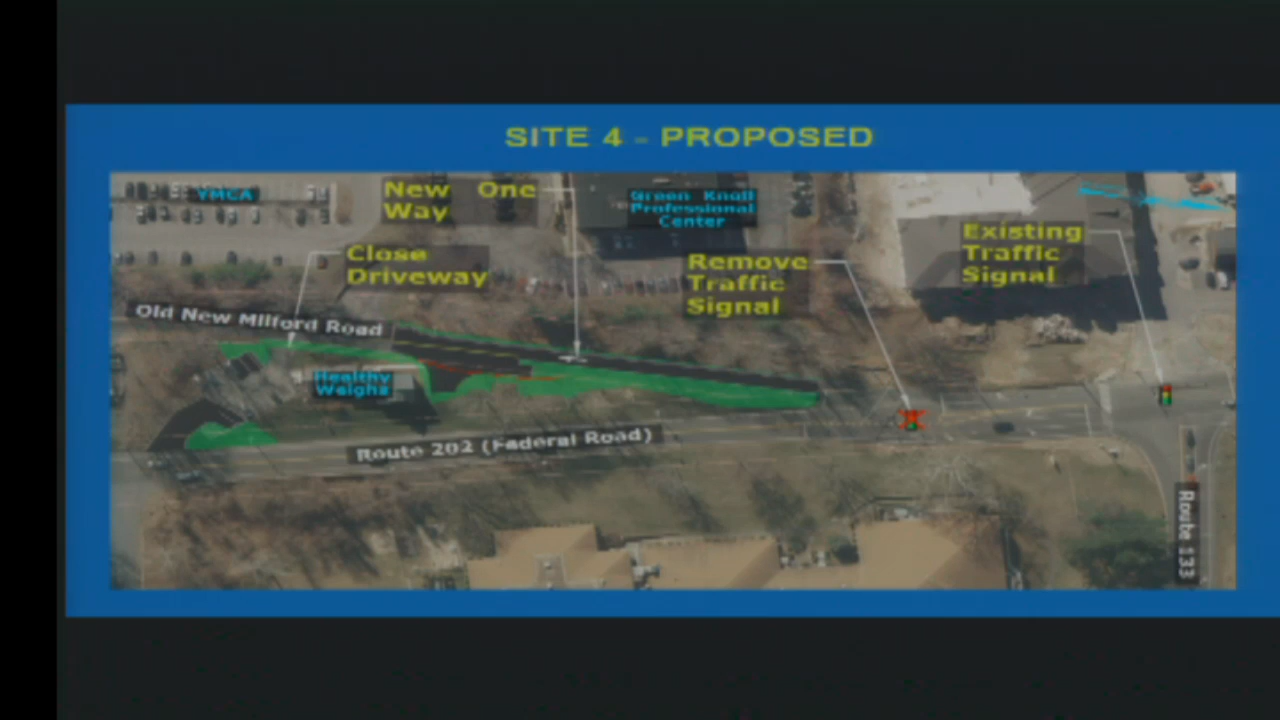 SITE 4 - PROPOSED
YMCA
New One
Way
Green Knoll
Professional
Center
Existing
Traffic
Signal
Close
Driveway
Remove
Traffic
Signal
Old New Milford Road
Healthy
Weighs
Route 202 (Federal Road)
Route 133